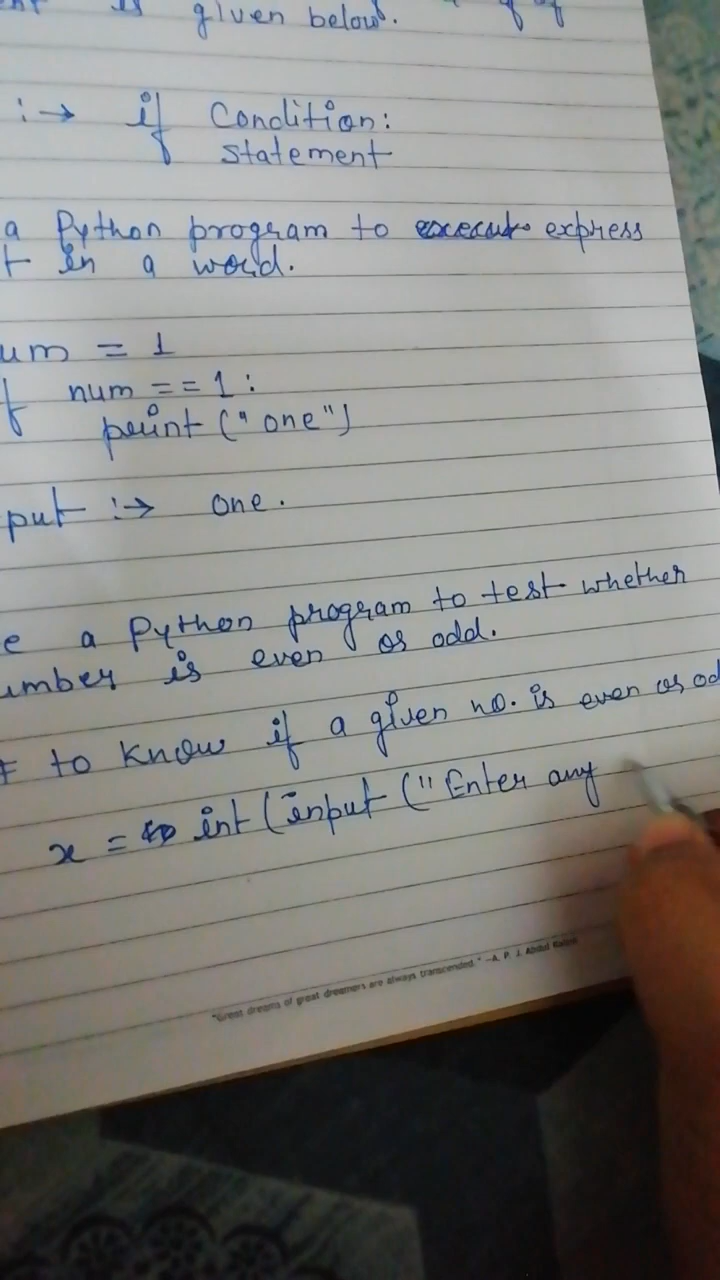 is given below.
:→ if Condition:
statement
a Python program to express
t in a word.
um = 1
f num == 1:
print ("one")
put :→ one.
e a Python program to test whether
umber is even or odd.
# to know if a given no. is even or od
x = int (input ("Enter any
"Great dreams of great dreamers are always transcended." -A. P. J. Abdul Kalam